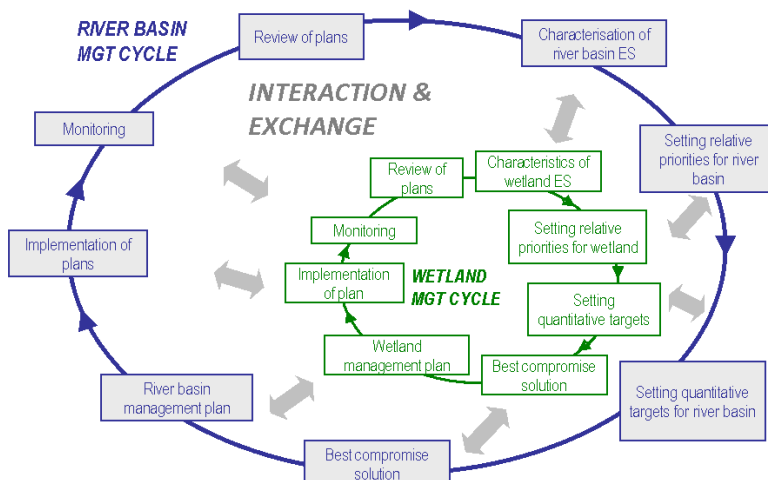 RIVER BASIN
MGT CYCLE
Review of plans
Characterisation of
river basin ES
INTERACTION &
EXCHANGE
Monitoring
Setting relative
priorities for river
basin
Review of
plans
Characteristics of
wetland ES
Monitoring
Setting relative
priorities for wetland
Implementation of
plans
Implementation
of plan
WETLAND
MGT CYCLE
Setting
quantitative targets
Wetland
management plan
Best compromise
solution
River basin
management plan
Setting quantitative
targets for river basin
Best compromise
solution